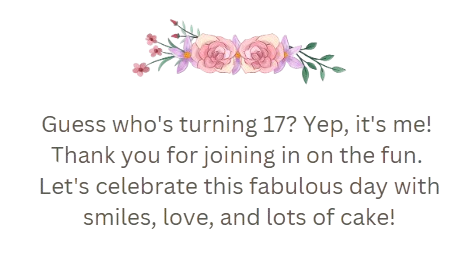 Guess who's turning 17? Yep, it's me!
Thank you for joining in on the fun.
Let's celebrate this fabulous day with
smiles, love, and lots of cake!